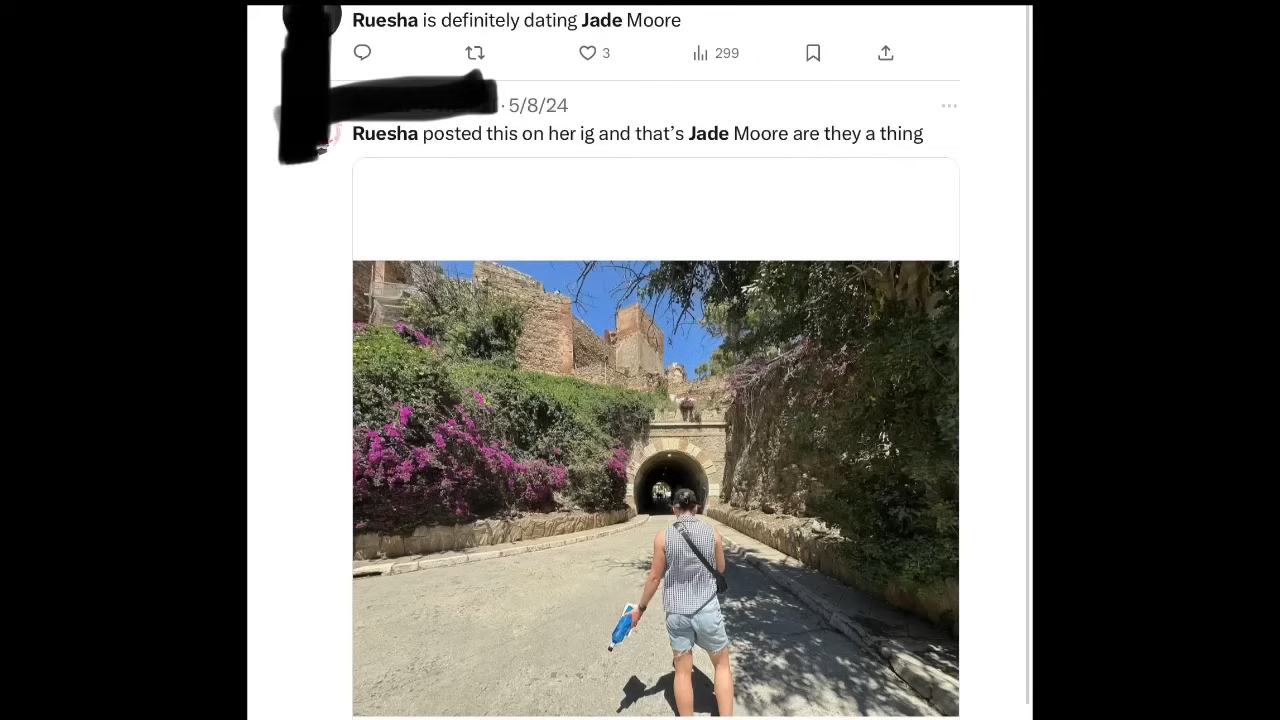 Ruesha is definitely dating Jade Moore
3 299
· 5/8/24
Ruesha posted this on her ig and that’s Jade Moore are they a thing